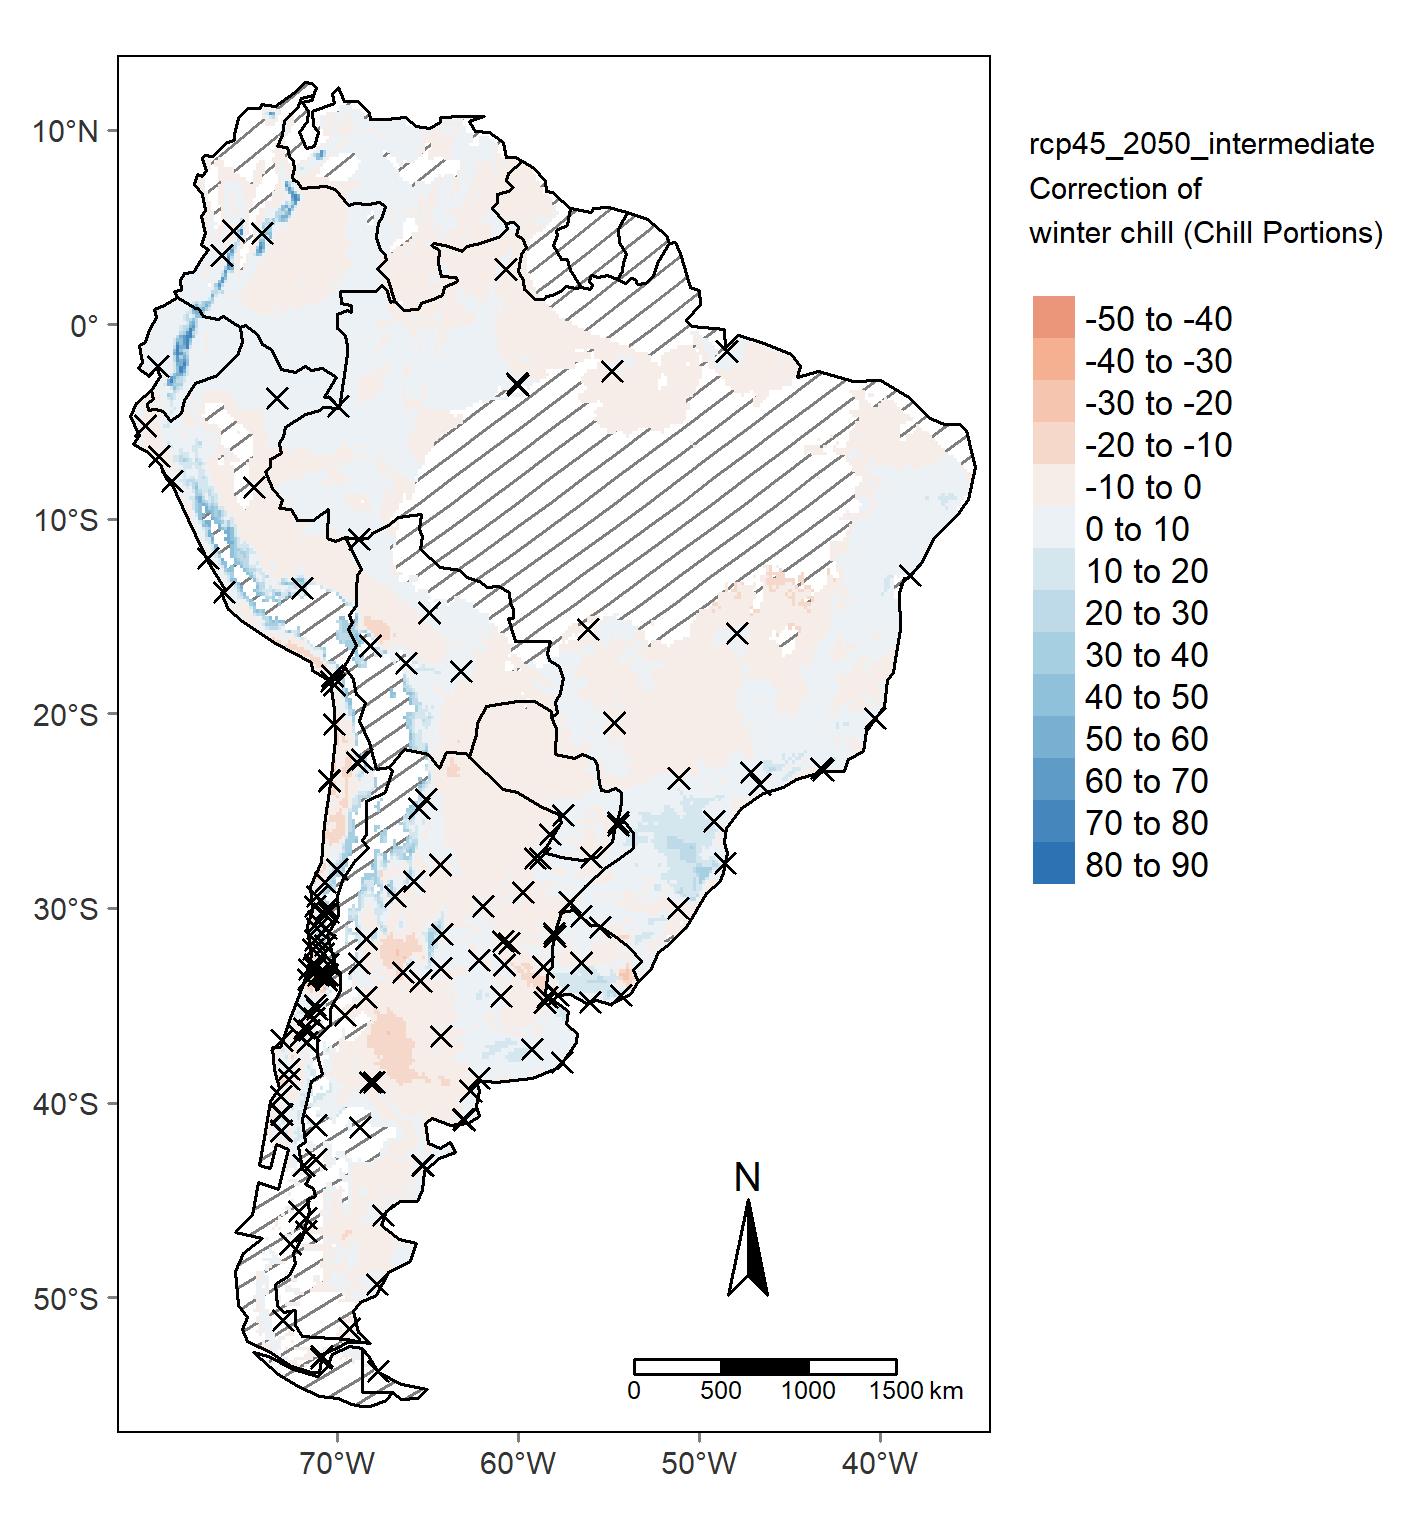 rcp45_2050_intermediate
Correction of
winter chill (Chill Portions)
-50 to -40
-40 to -30
-30 to -20
-20 to -10
-10 to 0
0 to 10
10 to 20
20 to 30
30 to 40
40 to 50
50 to 60
60 to 70
70 to 80
80 to 90
10°N
0°
10°S
20°S
30°S
40°S
50°S
N
0 500 1000 1500 km
70°W 60°W 50°W 40°W